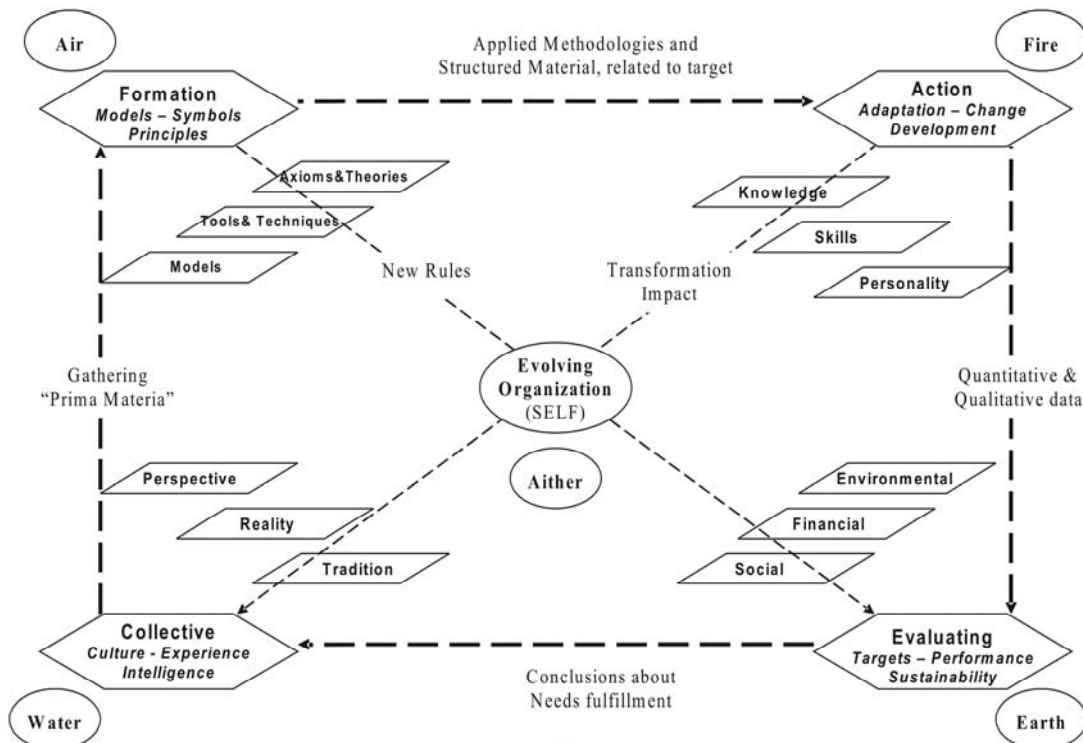 Air
Fire
Applied Methodologies and
Structured Material, related to target
Formation
Models – Symbols
Principles
Action
Adaptation – Change
Development
Axioms&Theories
Tools& Techniques
Models
New Rules
Knowledge
Skills
Personality
Transformation
Impact
Evolving
Organization
(SELF)
Aither
Gathering
“Prima Materia”
Quantitative &
Qualitative data
Perspective
Reality
Tradition
Environmental
Financial
Social
Collective
Culture - Experience
Intelligence
Evaluating
Targets – Performance
Sustainability
Conclusions about
Needs fulfillment
Water
Earth